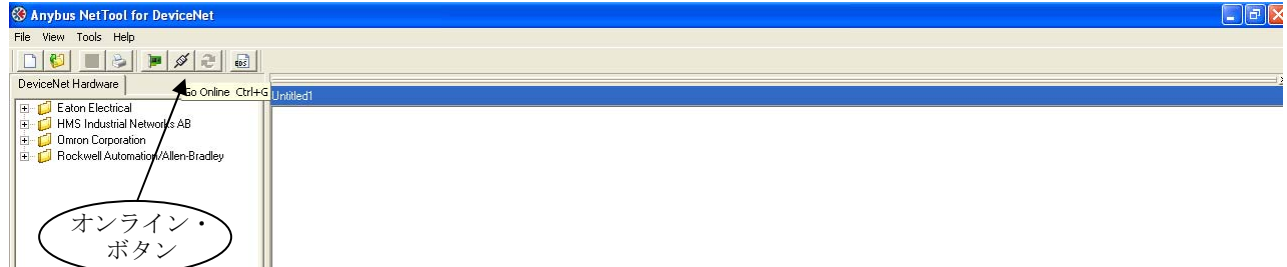 Anybus NetTool for DeviceNet
File View Tools Help
EDS
DeviceNet Hardware
Go Online Ctrl+G
Untitled1
Eaton Electrical
HMS Industrial Networks AB
Omron Corporation
Rockwell Automation/Allen-Bradley
オンライン・
ボタン